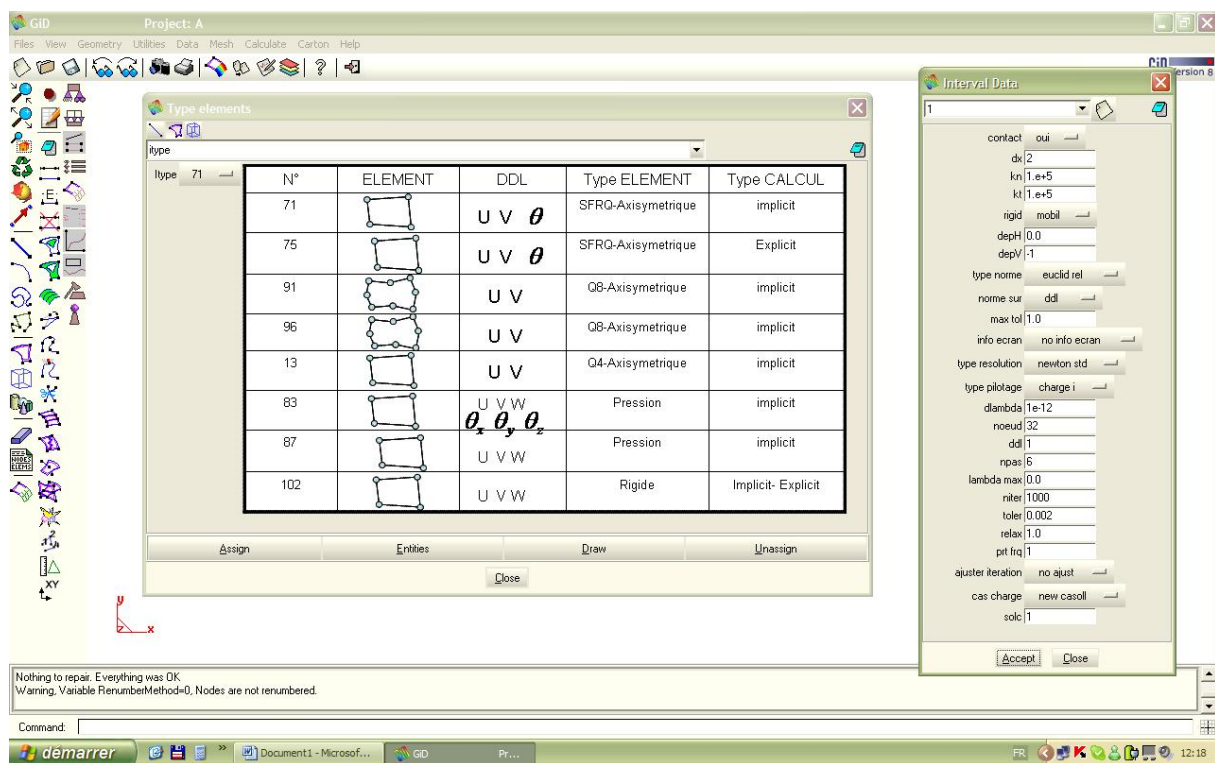 GiD Project: A
Files View Geometry Utilities Data Mesh Calculate Carton Help
GiD
Version 8
Type elements
itype
Itype 71
N° ELEMENT DDL Type ELEMENT Type CALCUL
71 U V θ SFRQ-Axisymetrique implicit
75 U V θ SFRQ-Axisymetrique Explicit
91 U V Q8-Axisymetrique implicit
96 U V Q8-Axisymetrique implicit
13 U V Q4-Axisymetrique implicit
83 U V W θx θy θz Pression implicit
87 U V W Pression implicit
102 U V W Rigide Implicit- Explicit
Assign Entities Draw Unassign
Close
Interval Data
1
contact oui
dx 2
kn 1.e+5
kt 1.e+5
rigid mobil
depH 0.0
depV -1
type norme euclid rel
norme sur ddl
max tol 1.0
info ecran no info ecran
type resolution newton std
type pilotage charge i
dlambda 1e-12
noeud 32
ddl 1
npas 6
lambda max 0.0
niter 1000
toler 0.002
relax 1.0
prt frq 1
ajuster iteration no ajust
cas charge new casoll
solc 1
Accept Close
y
z x
Nothing to repair. Everything was OK
Warning, Variable RenumberMethod=0, Nodes are not renumbered.
Command:
démarrer » Document1 - Microsof... GiD Pr... FR 12:18